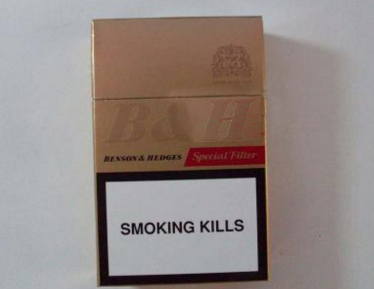 B&H
BENSON & HEDGES Special Filter
SMOKING KILLS